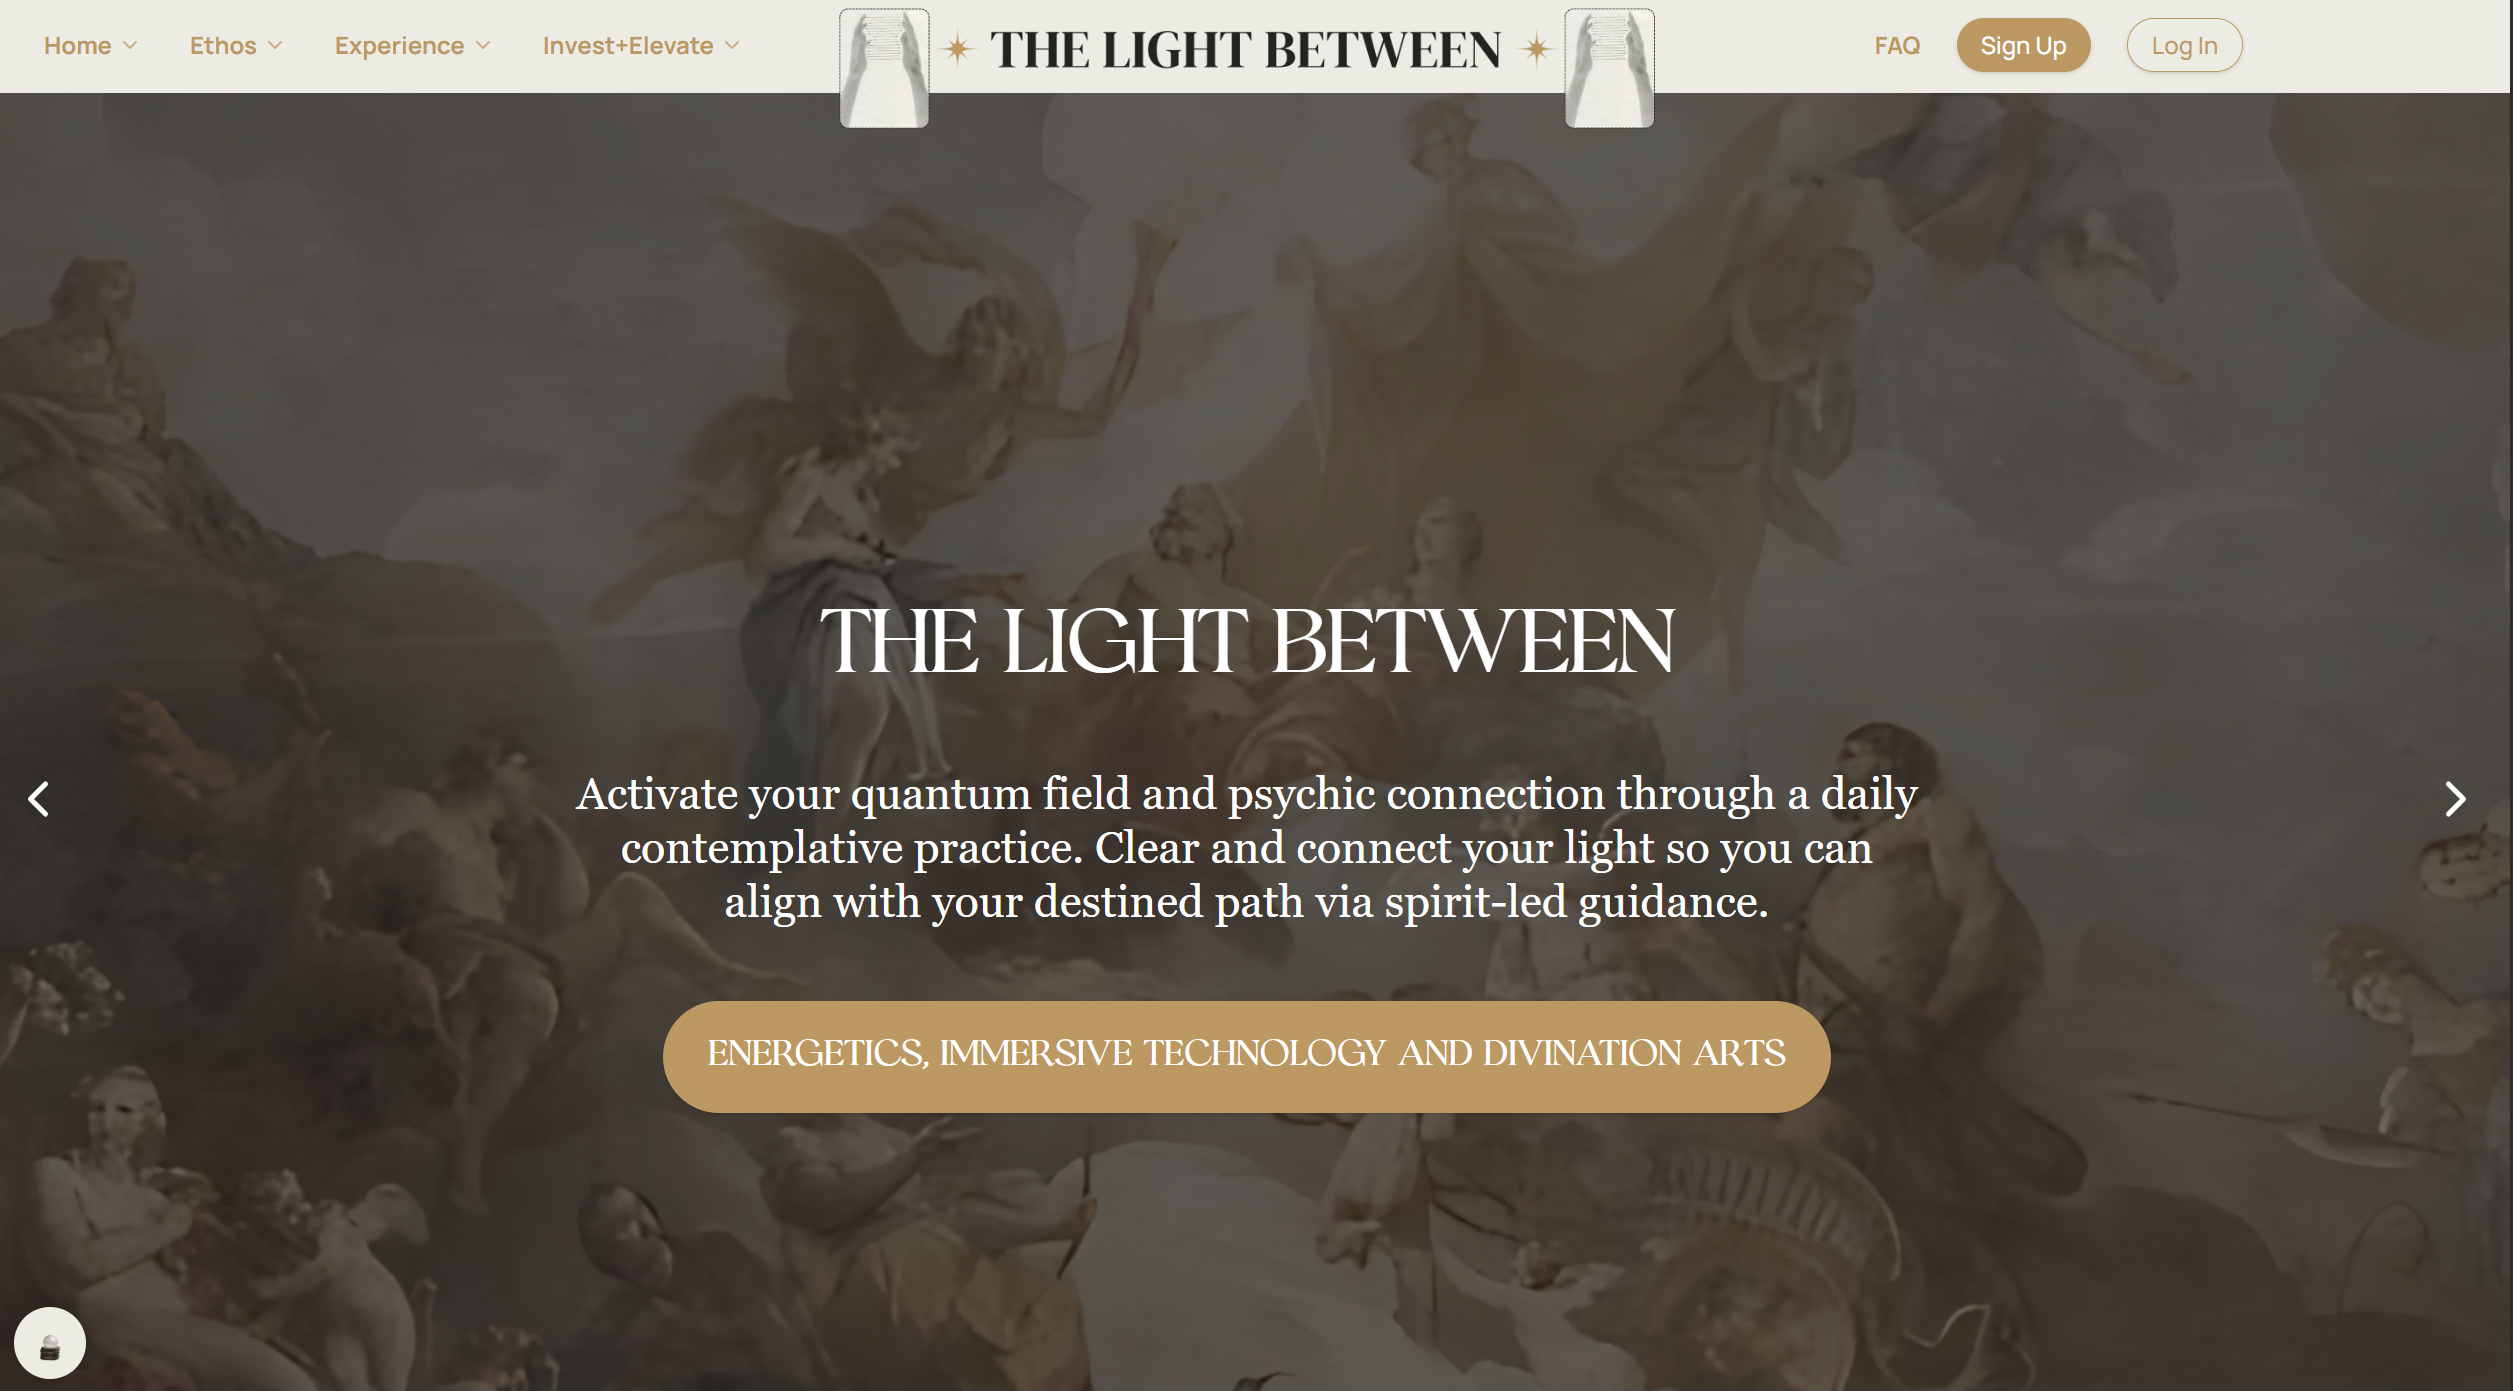 Home
Ethos
Experience
Invest+Elevate
THE LIGHT BETWEEN
FAQ
Sign Up
Log In
THE LIGHT BETWEEN
Activate your quantum field and psychic connection through a daily
contemplative practice. Clear and connect your light so you can
align with your destined path via spirit-led guidance.
ENERGETICS, IMMERSIVE TECHNOLOGY AND DIVINATION ARTS